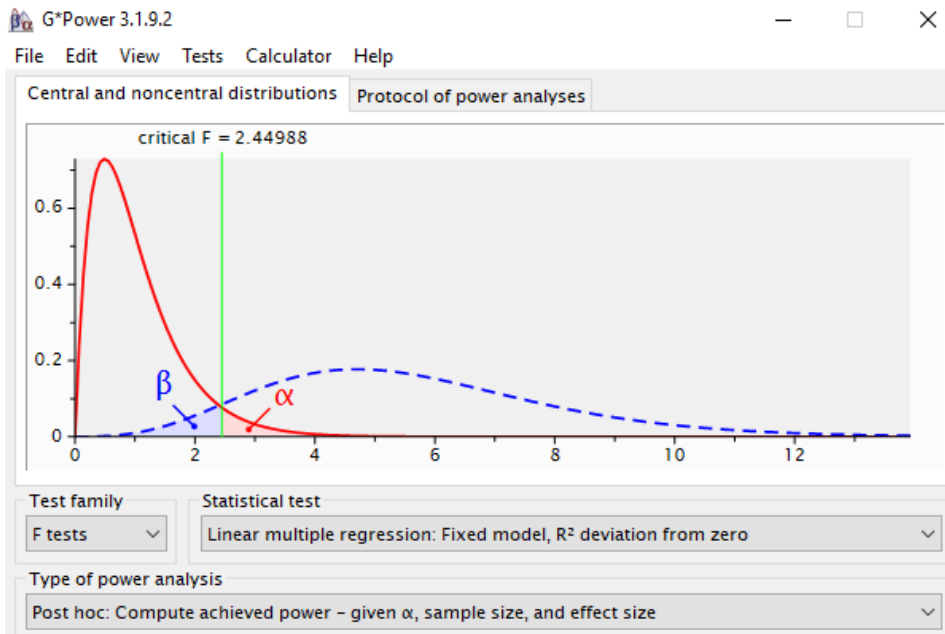 G*Power 3.1.9.2
File Edit View Tests Calculator Help
Central and noncentral distributions Protocol of power analyses
critical F = 2.44988
0.6
0.4
0.2
0
β
α
0 2 4 6 8 10 12
Test family Statistical test
F tests Linear multiple regression: Fixed model, R² deviation from zero
Type of power analysis
Post hoc: Compute achieved power – given α, sample size, and effect size